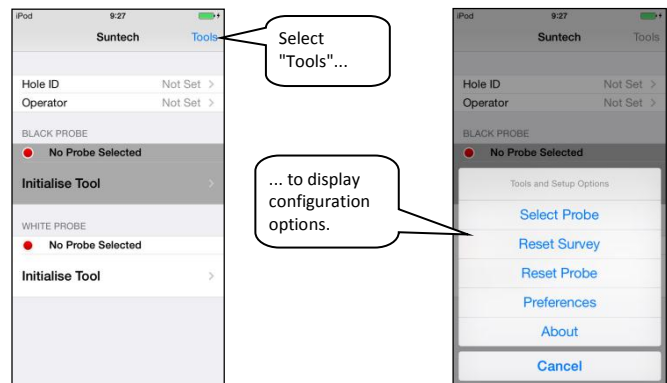 iPod 9:27
Suntech Tools
Hole ID Not Set >
Operator Not Set >
BLACK PROBE
No Probe Selected
Initialise Tool >
WHITE PROBE
No Probe Selected
Initialise Tool >
Select
"Tools"...
... to display
configuration
options.
iPod 9:27
Suntech Tools
Hole ID Not Set >
Operator Not Set >
BLACK PROBE
No Probe Selected
Tools and Setup Options
Select Probe
Reset Survey
Reset Probe
Preferences
About
Cancel